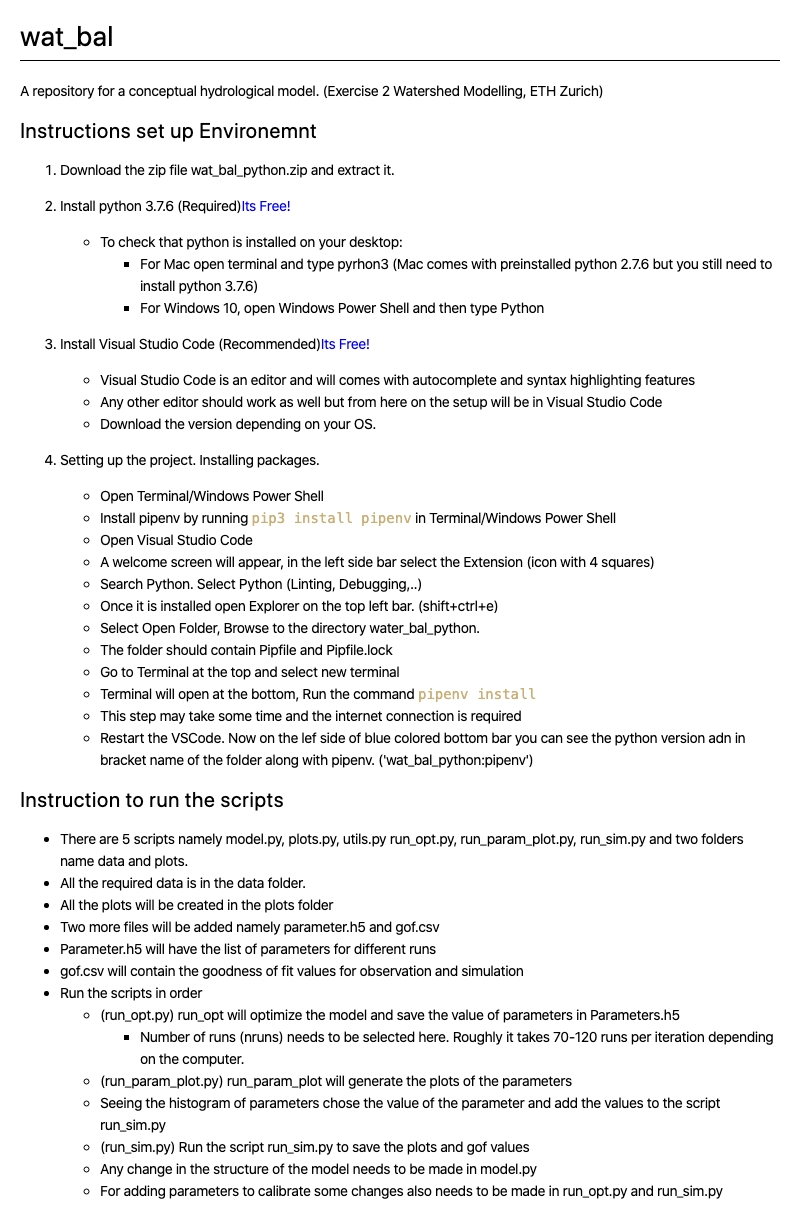 wat_bal
A repository for a conceptual hydrological model. (Exercise 2 Watershed Modelling, ETH Zurich)
Instructions set up Environemnt
1. Download the zip file wat_bal_python.zip and extract it.
2. Install python 3.7.6 (Required)Its Free!
To check that python is installed on your desktop:
For Mac open terminal and type pyrhon3 (Mac comes with preinstalled python 2.7.6 but you still need to
install python 3.7.6)
For Windows 10, open Windows Power Shell and then type Python
3. Install Visual Studio Code (Recommended)Its Free!
Visual Studio Code is an editor and will comes with autocomplete and syntax highlighting features
Any other editor should work as well but from here on the setup will be in Visual Studio Code
Download the version depending on your OS.
4. Setting up the project. Installing packages.
Open Terminal/Windows Power Shell
Install pipenv by running pip3 install pipenv in Terminal/Windows Power Shell
Open Visual Studio Code
A welcome screen will appear, in the left side bar select the Extension (icon with 4 squares)
Search Python. Select Python (Linting, Debugging,..)
Once it is installed open Explorer on the top left bar. (shift+ctrl+e)
Select Open Folder, Browse to the directory water_bal_python.
The folder should contain Pipfile and Pipfile.lock
Go to Terminal at the top and select new terminal
Terminal will open at the bottom, Run the command pipenv install
This step may take some time and the internet connection is required
Restart the VSCode. Now on the lef side of blue colored bottom bar you can see the python version adn in
bracket name of the folder along with pipenv. ('wat_bal_python:pipenv')
Instruction to run the scripts
There are 5 scripts namely model.py, plots.py, utils.py run_opt.py, run_param_plot.py, run_sim.py and two folders
name data and plots.
All the required data is in the data folder.
All the plots will be created in the plots folder
Two more files will be added namely parameter.h5 and gof.csv
Parameter.h5 will have the list of parameters for different runs
gof.csv will contain the goodness of fit values for observation and simulation
Run the scripts in order
(run_opt.py) run_opt will optimize the model and save the value of parameters in Parameters.h5
Number of runs (nruns) needs to be selected here. Roughly it takes 70-120 runs per iteration depending
on the computer.
(run_param_plot.py) run_param_plot will generate the plots of the parameters
Seeing the histogram of parameters chose the value of the parameter and add the values to the script
run_sim.py
(run_sim.py) Run the script run_sim.py to save the plots and gof values
Any change in the structure of the model needs to be made in model.py
For adding parameters to calibrate some changes also needs to be made in run_opt.py and run_sim.py